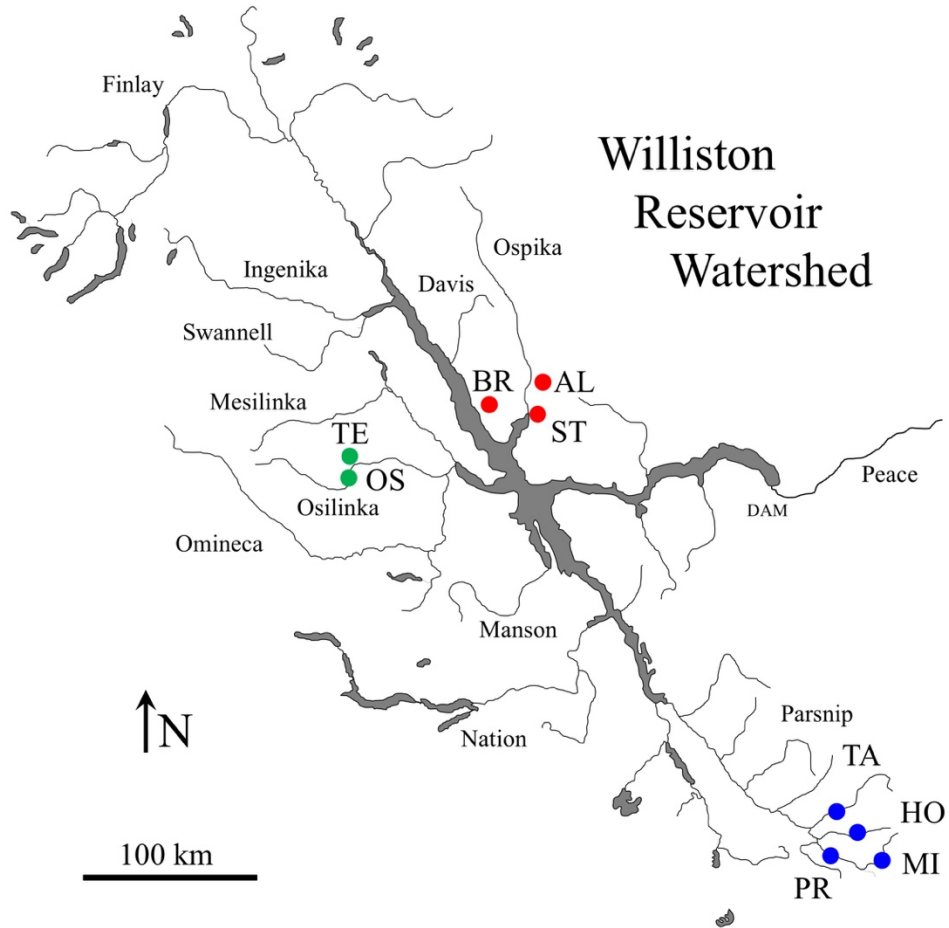 Finlay
Williston
Reservoir
Watershed
Ospika
Ingenika
Davis
Swannell
BR
AL
Mesilinka
ST
TE
OS
Peace
Osilinka
DAM
Omineca
Manson
N
Parsnip
Nation
TA
HO
100 km
MI
PR